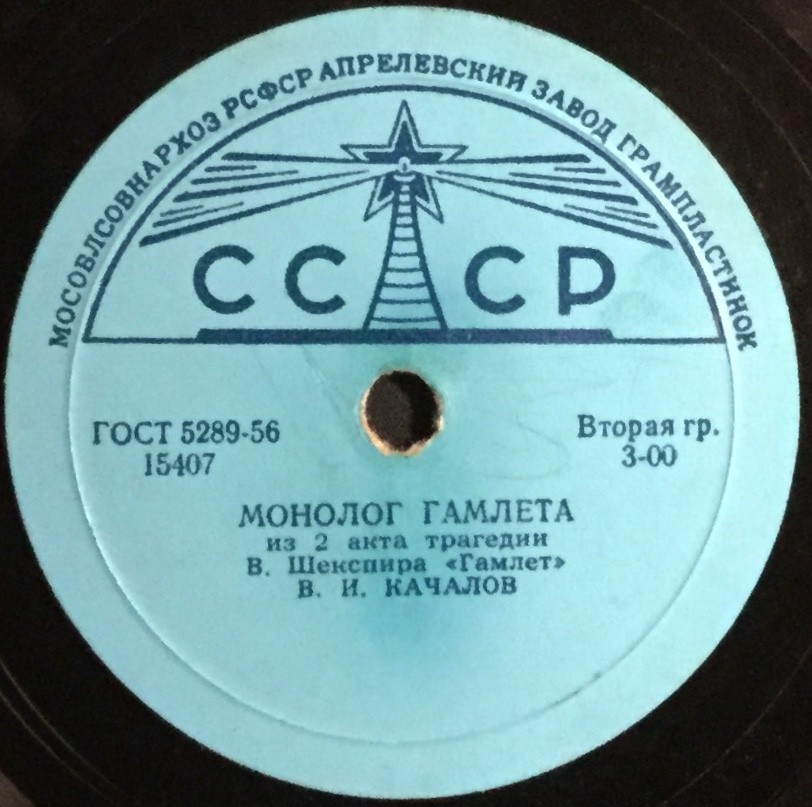 МОСОБЛСОВНАРХОЗ РСФСР АПРЕЛЕВСКИЙ ЗАВОД ГРАМПЛАСТИНОК
СССР
ГОСТ 5289-56
15407
Вторая гр.
3-00
МОНОЛОГ ГАМЛЕТА
из 2 акта трагедии
В. Шекспира «Гамлет»
В. И. КАЧАЛОВ